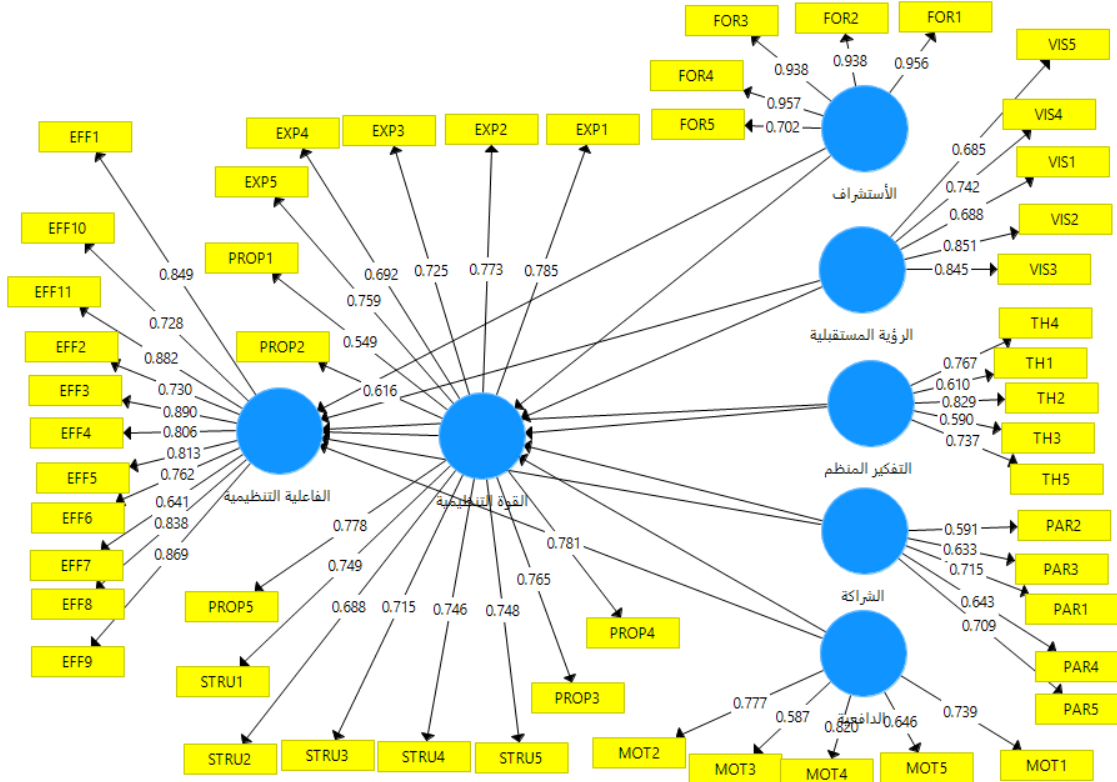 FOR3
FOR2
FOR1
VIS5
FOR4
0.938
0.938
0.956
FOR5
0.957
0.702
VIS4
EFF1
EXP4
EXP3
EXP2
EXP1
0.685
VIS1
EXP5
0.742
الأستشراف
0.688
VIS2
EFF10
PROP1
0.851
EFF11
0.849
0.692
0.725
0.773
0.785
0.845
VIS3
0.759
0.728
0.549
الرؤية المستقبلية
TH4
EFF2
PROP2
0.882
0.767
TH1
EFF3
0.730
0.616
0.610
TH2
0.890
0.829
EFF4
0.806
0.590
TH3
0.813
0.737
EFF5
0.762
التفكير المنظم
TH5
الفاعلية التنظيمية
القوة التنظيمية
EFF6
0.641
0.838
0.778
0.781
0.591
PAR2
0.869
0.633
EFF7
0.749
0.765
0.715
PAR3
EFF8
PROP5
0.688
0.715
0.746
0.748
الشراكة
0.643
PAR1
PROP4
0.709
EFF9
STRU1
PROP3
PAR4
0.777
الدافعية
0.739
PAR5
0.587
0.820
0.646
STRU2
STRU3
STRU4
STRU5
MOT2
MOT3
MOT4
MOT5
MOT1